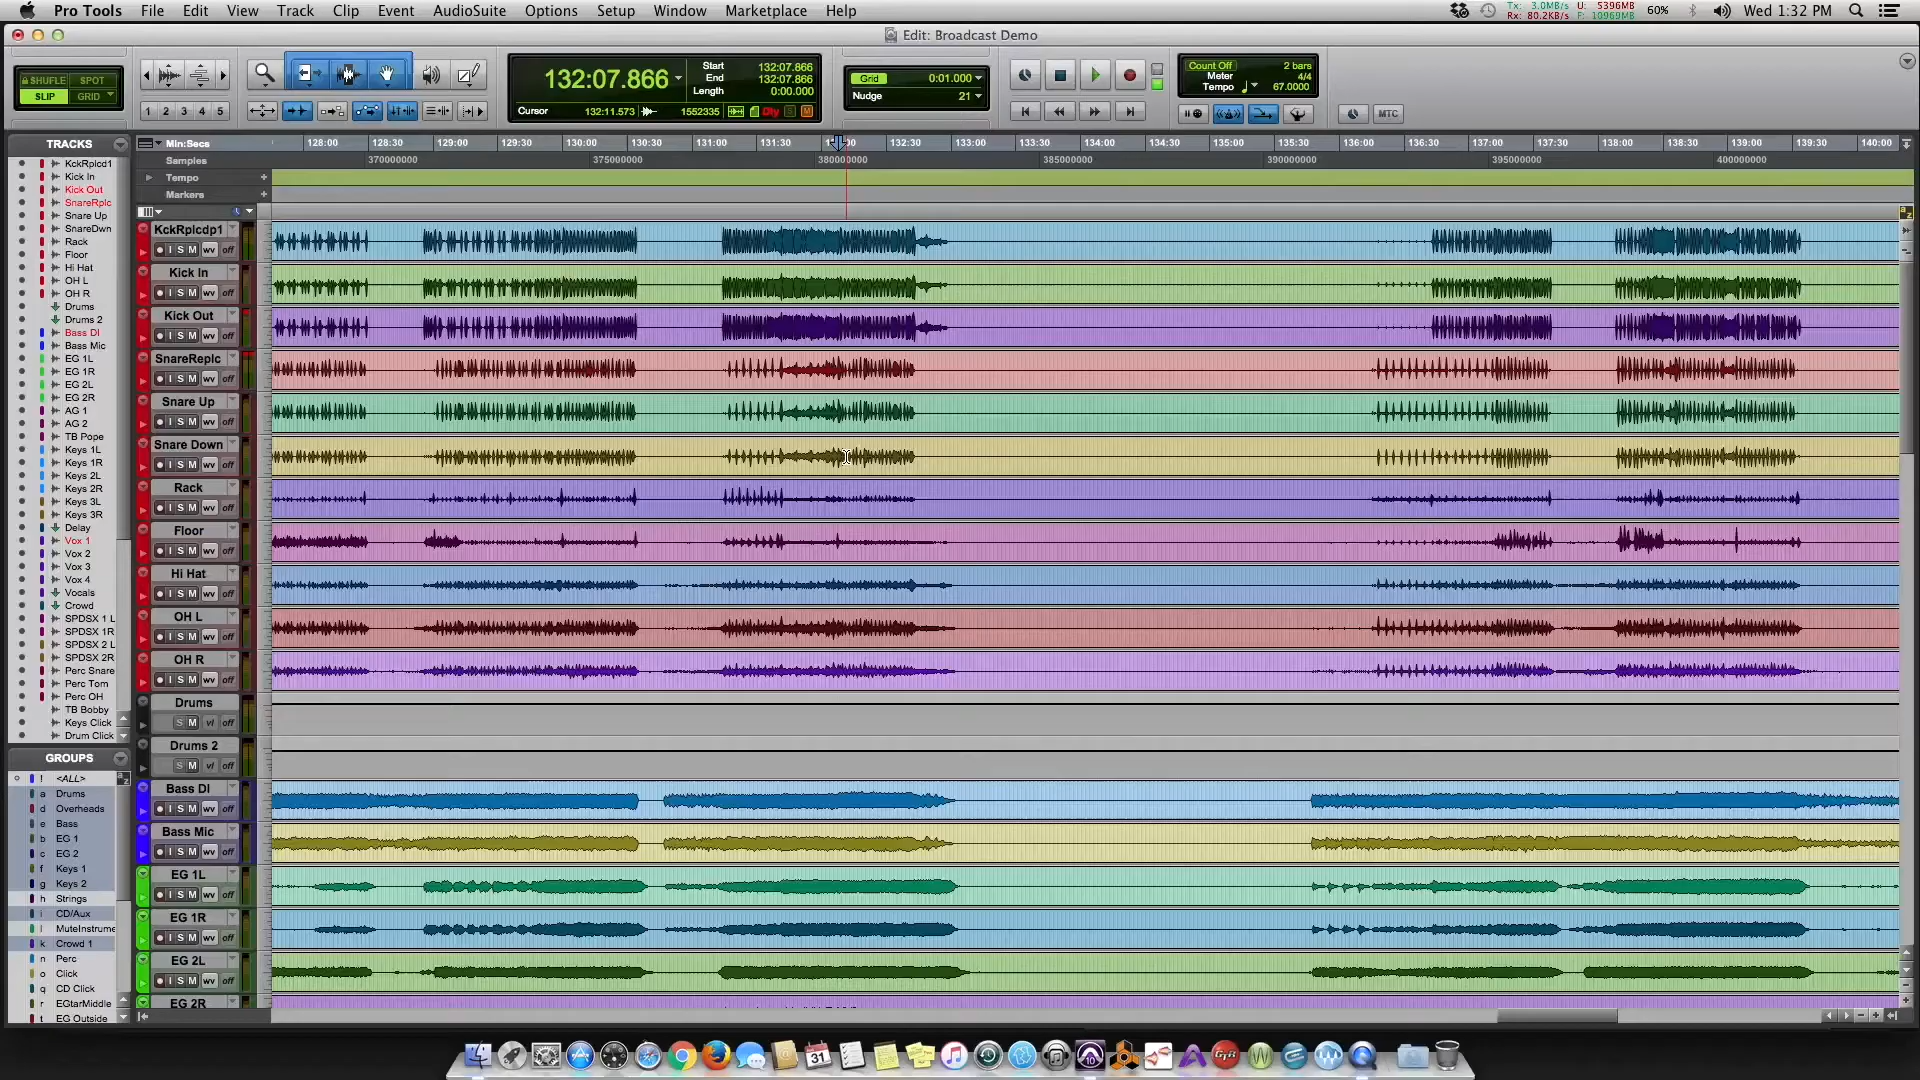 Pro Tools File Edit View Track Clip Event AudioSuite Options Setup Window Marketplace Help
Tx: 3.0MB/s U: 5396MB
Rx: 80.2KB/s F: 10969MB
60% Wed 1:32 PM
Edit: Broadcast Demo
SHUFLE SPOT
SLIP GRID
1 2 3 4 5
132:07.866
Start 132:07.866
End 132:07.866
Length 0:00.000
Cursor 132:11.573 1552335 Dly S M
Grid 0:01.000
Nudge 21
Count Off 2 bars
Meter 4/4
Tempo 67.0000
MTC
TRACKS
KckRplcd1
Kick In
Kick Out
SnareRplc
Snare Up
SnareDwn
Rack
Floor
Hi Hat
OH L
OH R
Drums
Drums 2
Bass DI
Bass Mic
EG 1L
EG 1R
EG 2L
EG 2R
AG 1
AG 2
TB Pope
Keys 1L
Keys 1R
Keys 2L
Keys 2R
Keys 3L
Keys 3R
Delay
Vox 1
Vox 2
Vox 3
Vox 4
Vocals
Crowd
SPDSX 1 L
SPDSX 1R
SPDSX 2 L
SPDSX 2R
Perc Snare
Perc Tom
Perc OH
TB Bobby
Keys Click
Drum Click
GROUPS
! <ALL>
a Drums
d Overheads
e Bass
b EG 1
c EG 2
f Keys 1
g Keys 2
h Strings
i CD/Aux
l MuteInstrume
k Crowd 1
n Perc
o Click
q CD Click
r EGtarMiddle
t EG Outside
Min:Secs 128:00 128:30 129:00 129:30 130:00 130:30 131:00 131:30 132:30 133:00 133:30 134:00 134:30 135:00 135:30 136:00 136:30 137:00 137:30 138:00 138:30 139:00 139:30 140:00
Samples 370000000 375000000 380000000 385000000 390000000 395000000 400000000
Tempo
Markers
KckRplcdp1
I S M wv off
Kick In
I S M wv off
Kick Out
I S M wv off
SnareReplc
I S M wv off
Snare Up
I S M wv off
Snare Down
I S M wv off
Rack
I S M wv off
Floor
I S M wv off
Hi Hat
I S M wv off
OH L
I S M wv off
OH R
I S M wv off
Drums
S M vl off
Drums 2
S M vl off
Bass DI
I S M wv off
Bass Mic
I S M wv off
EG 1L
I S M wv off
EG 1R
I S M wv off
EG 2L
I S M wv off
EG 2R
31